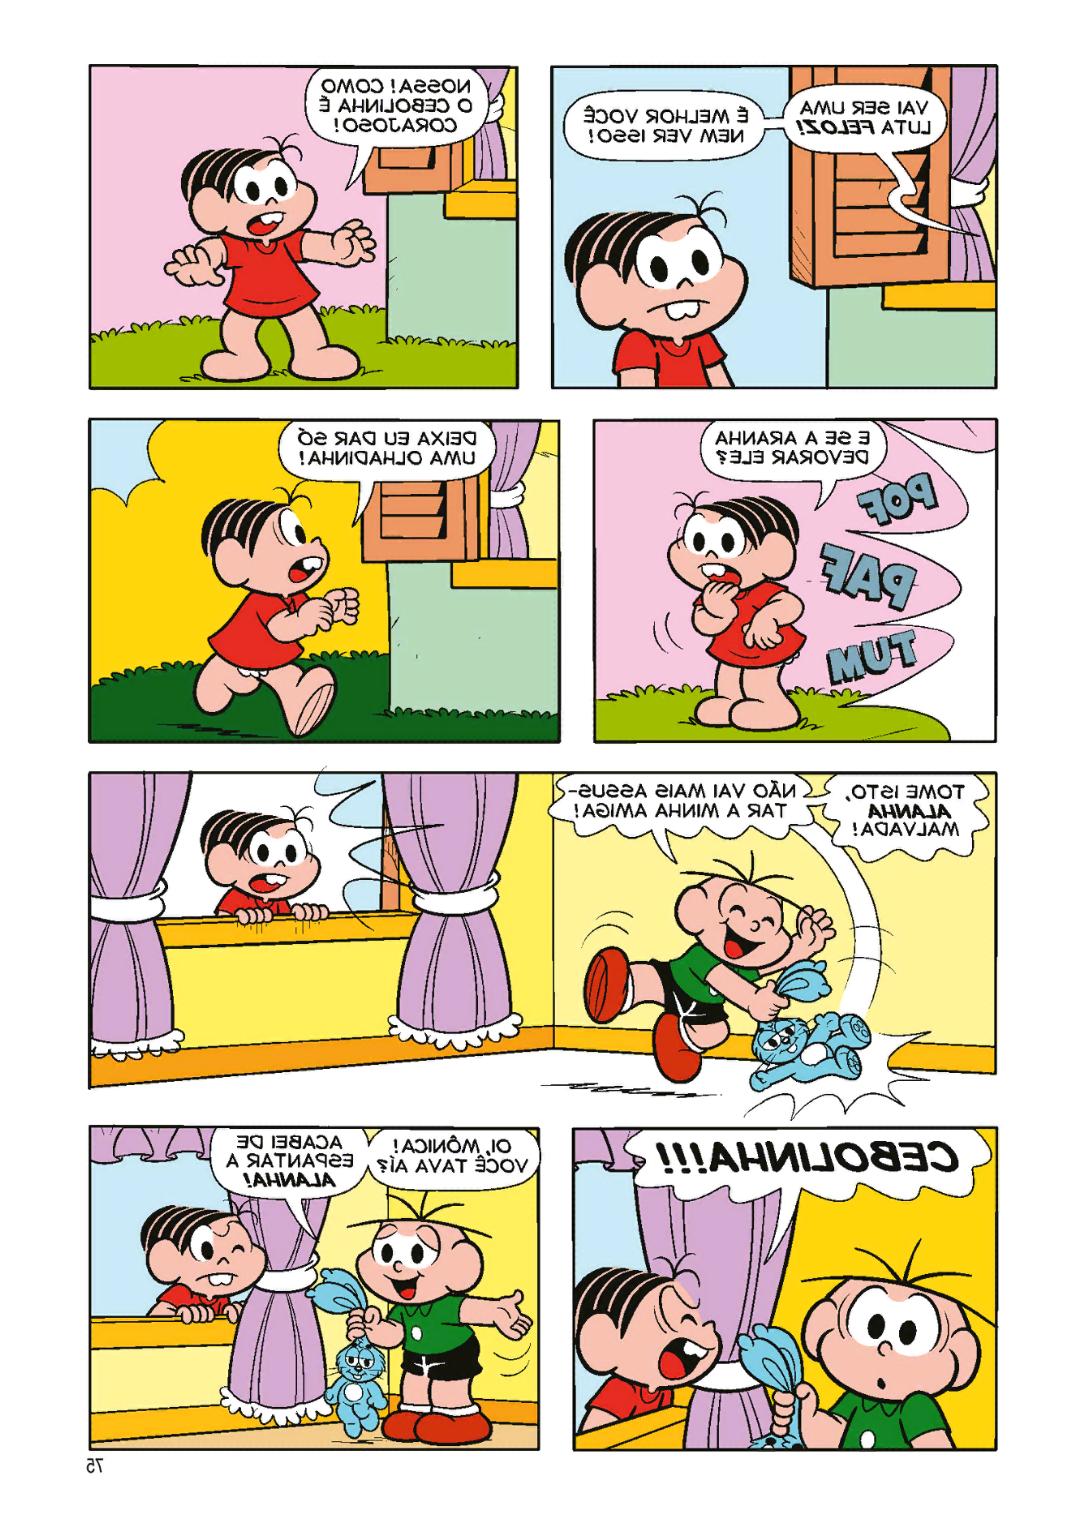 VAI SER UMA
LUTA FELOZ!
É MELHOR VOCÊ
NEM VER ISSO!
NOSSA! COMO
O CEBOLINHA É
CORAJOSO!
E SE A ARANHA
DEVORAR ELE?
POF
PAF
TUM
DEIXA EU DAR SÓ
UMA OLHADINHA!
TOME ISTO,
ALANHA
MALVADA!
NÃO VAI MAIS ASSUS-
TAR A MINHA AMIGA!
CEBOLINHA!!!
OI, MÔNICA!
VOCÊ TAVA AÍ?
ACABEI DE
ESPANTAR A
ALANHA!
75